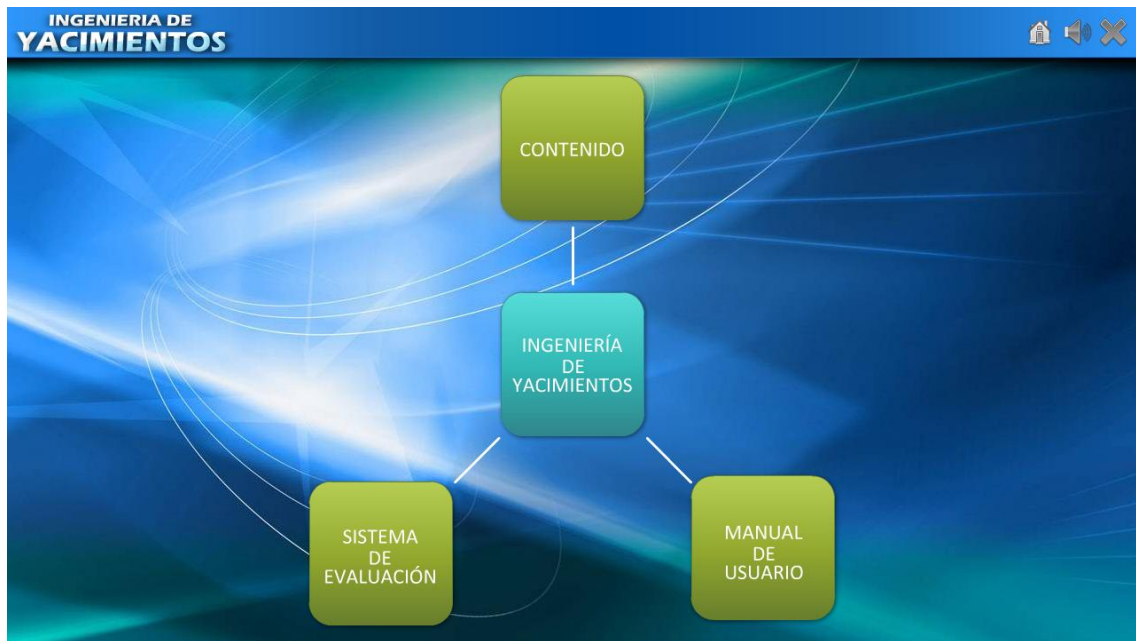 INGENIERIA DE
YACIMIENTOS
CONTENIDO
INGENIERÍA
DE
YACIMIENTOS
SISTEMA
DE
EVALUACIÓN
MANUAL
DE
USUARIO